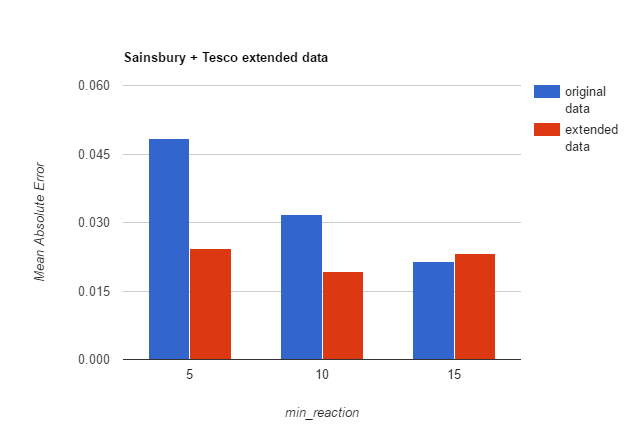 Sainsbury + Tesco extended data
0.060
0.045
0.030
0.015
0.000
Mean Absolute Error
5
10
15
min_reaction
original
data
extended
data